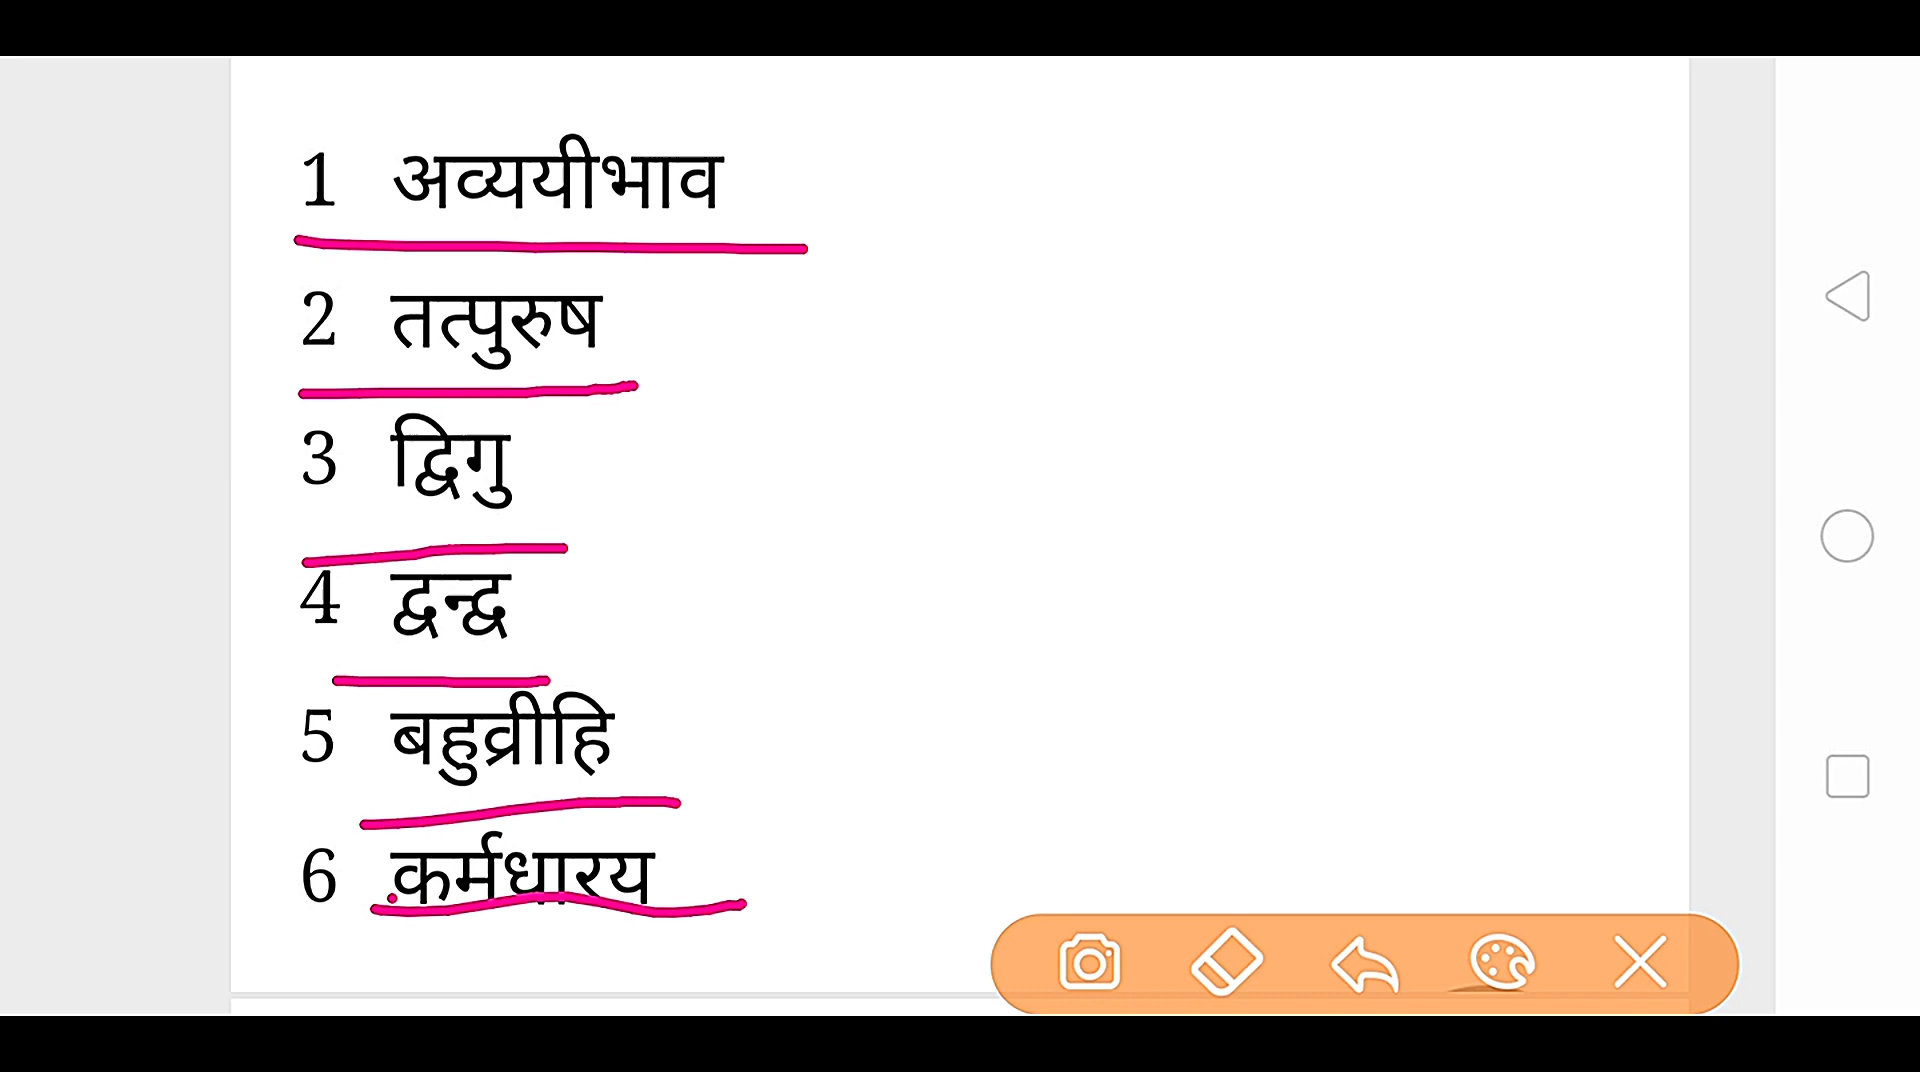 1 अव्ययीभाव
2 तत्पुरुष
3 द्विगु
4 द्वन्द्व
5 बहुव्रीहि
6 कर्मधारय